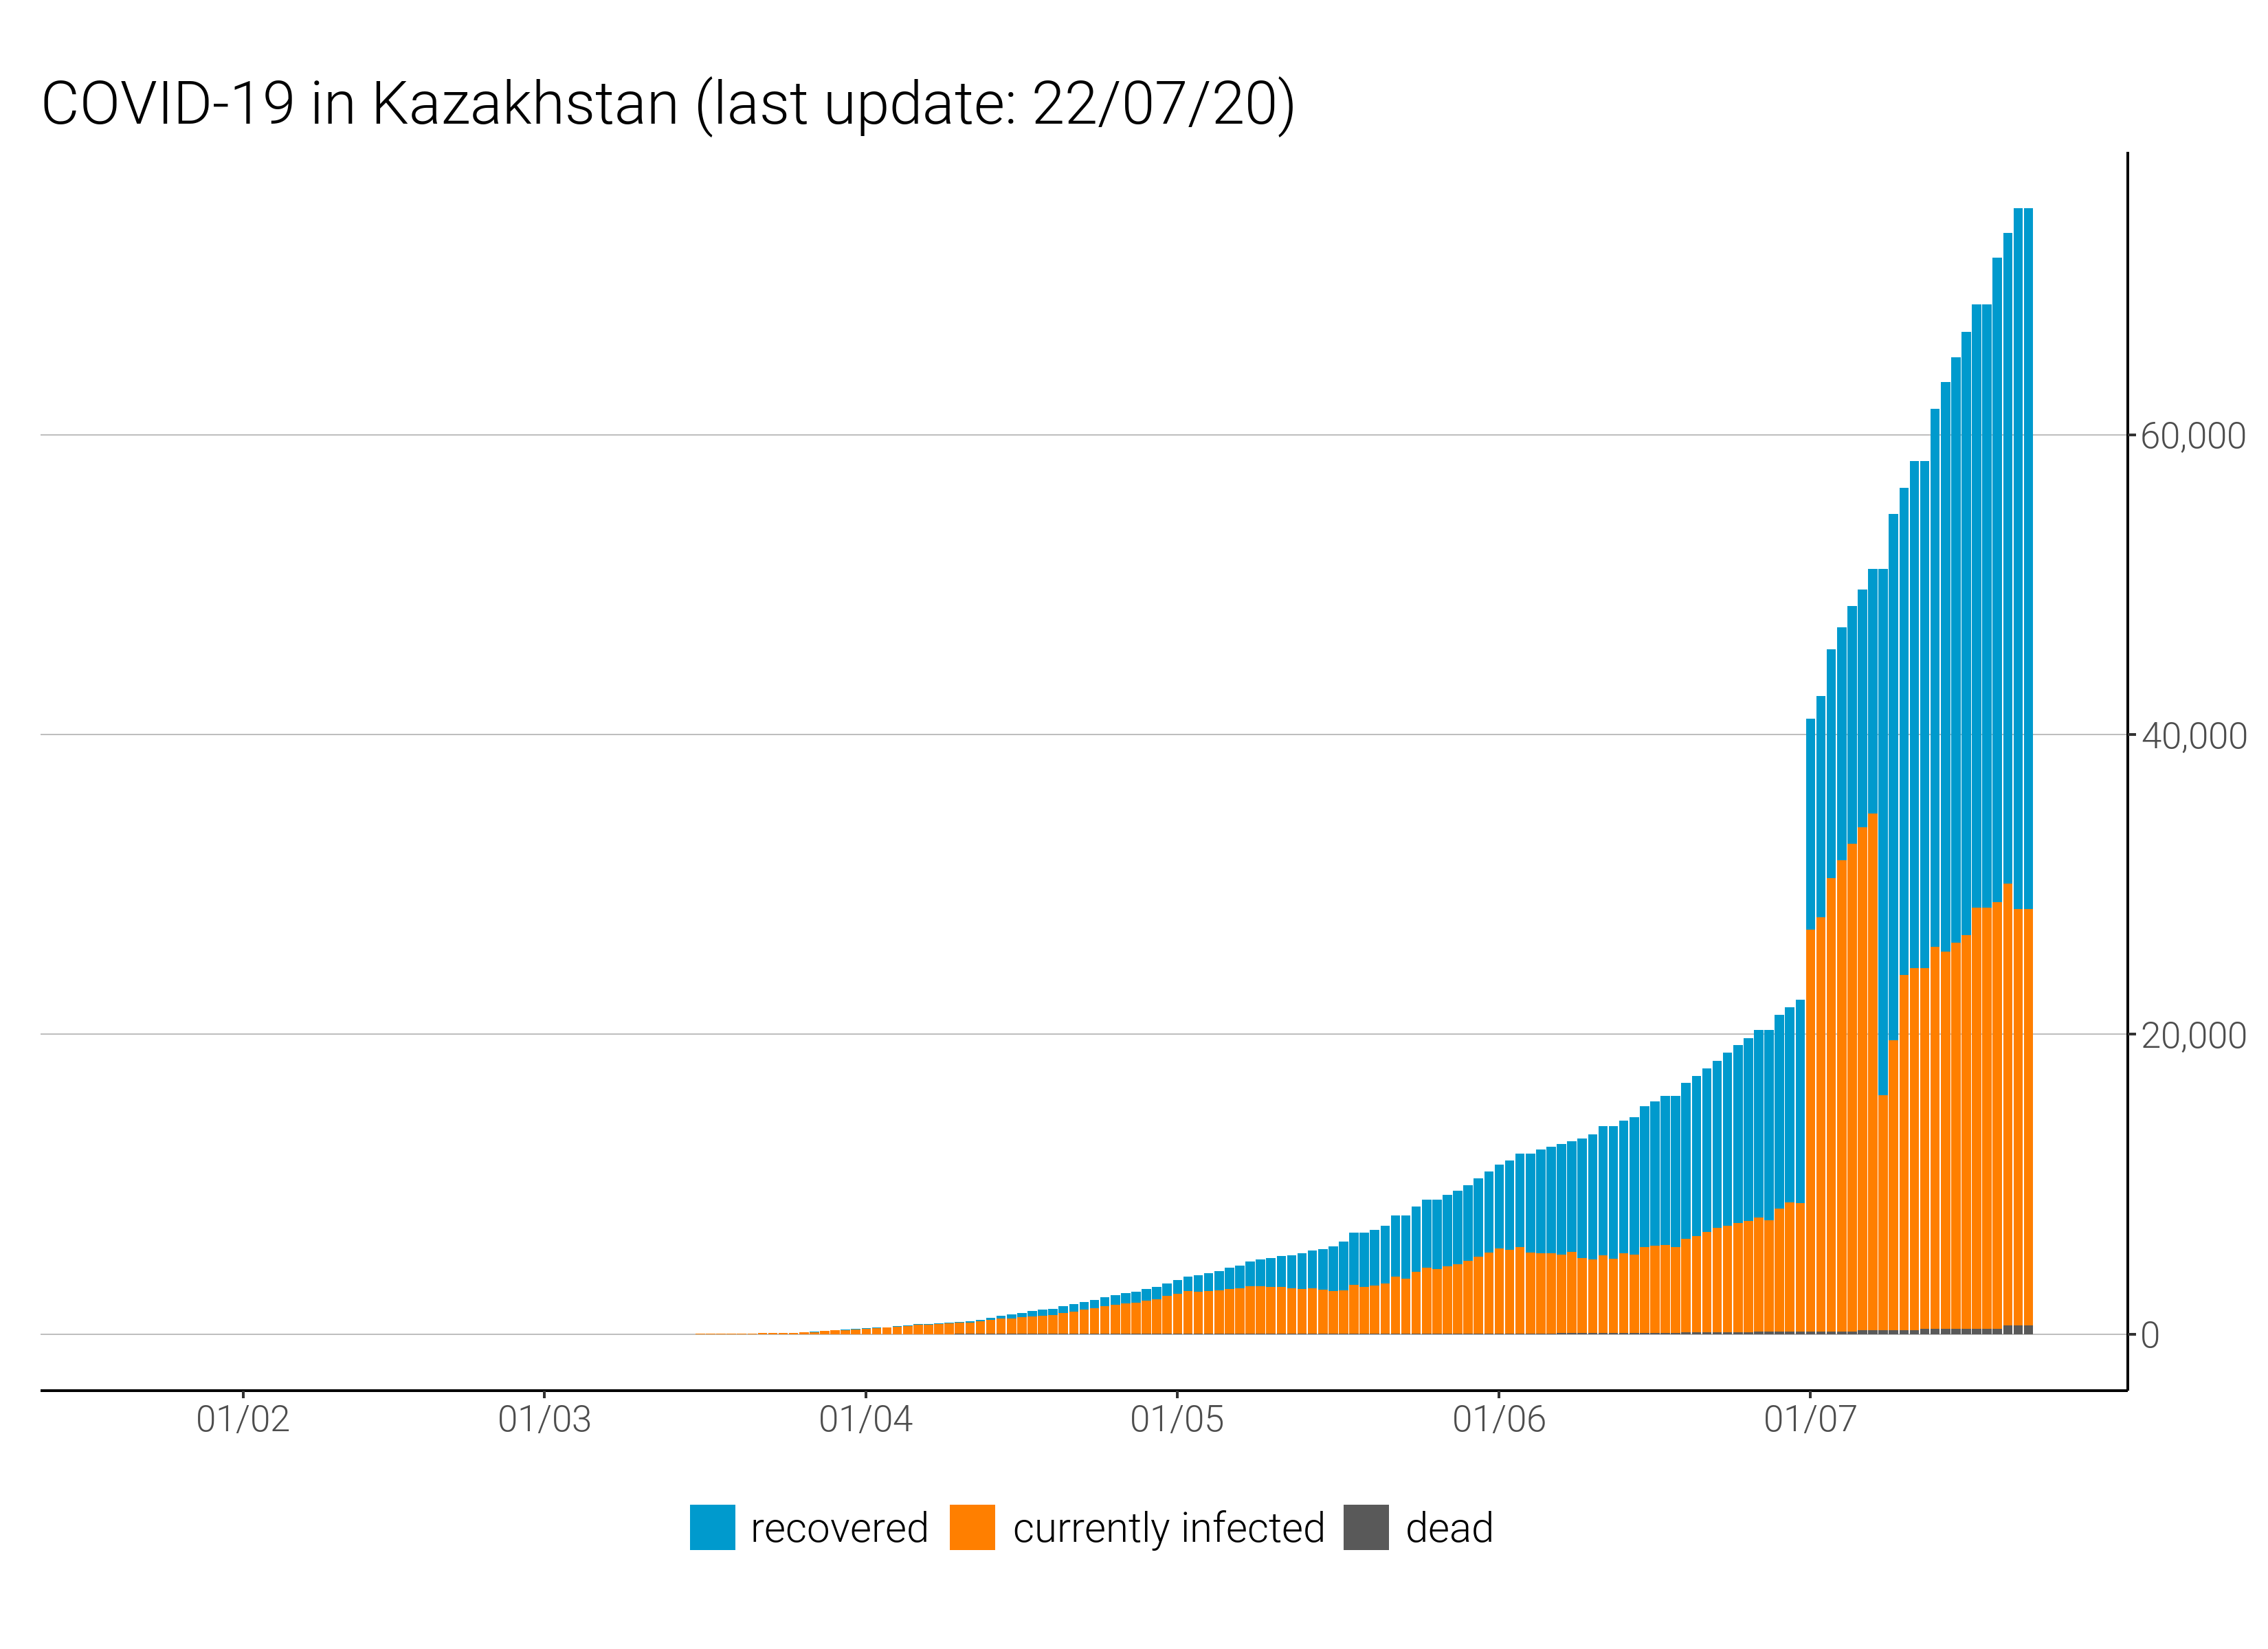 COVID-19 in Kazakhstan (last update: 22/07/20)
60,000
40,000
20,000
0
01/02 01/03 01/04 01/05 01/06 01/07
recovered currently infected dead